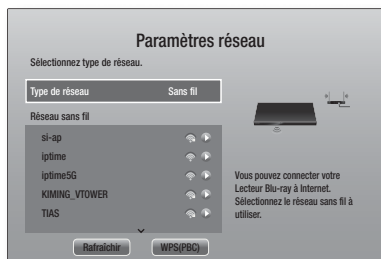 Paramètres réseau
Sélectionnez type de réseau.
Type de réseau Sans fil
Réseau sans fil
si-ap
iptime
iptime5G
KIMING_VTOWER
TIAS
Vous pouvez connecter votre
Lecteur Blu-ray à Internet.
Sélectionnez le réseau sans fil à
utiliser.
Rafraîchir WPS(PBC)